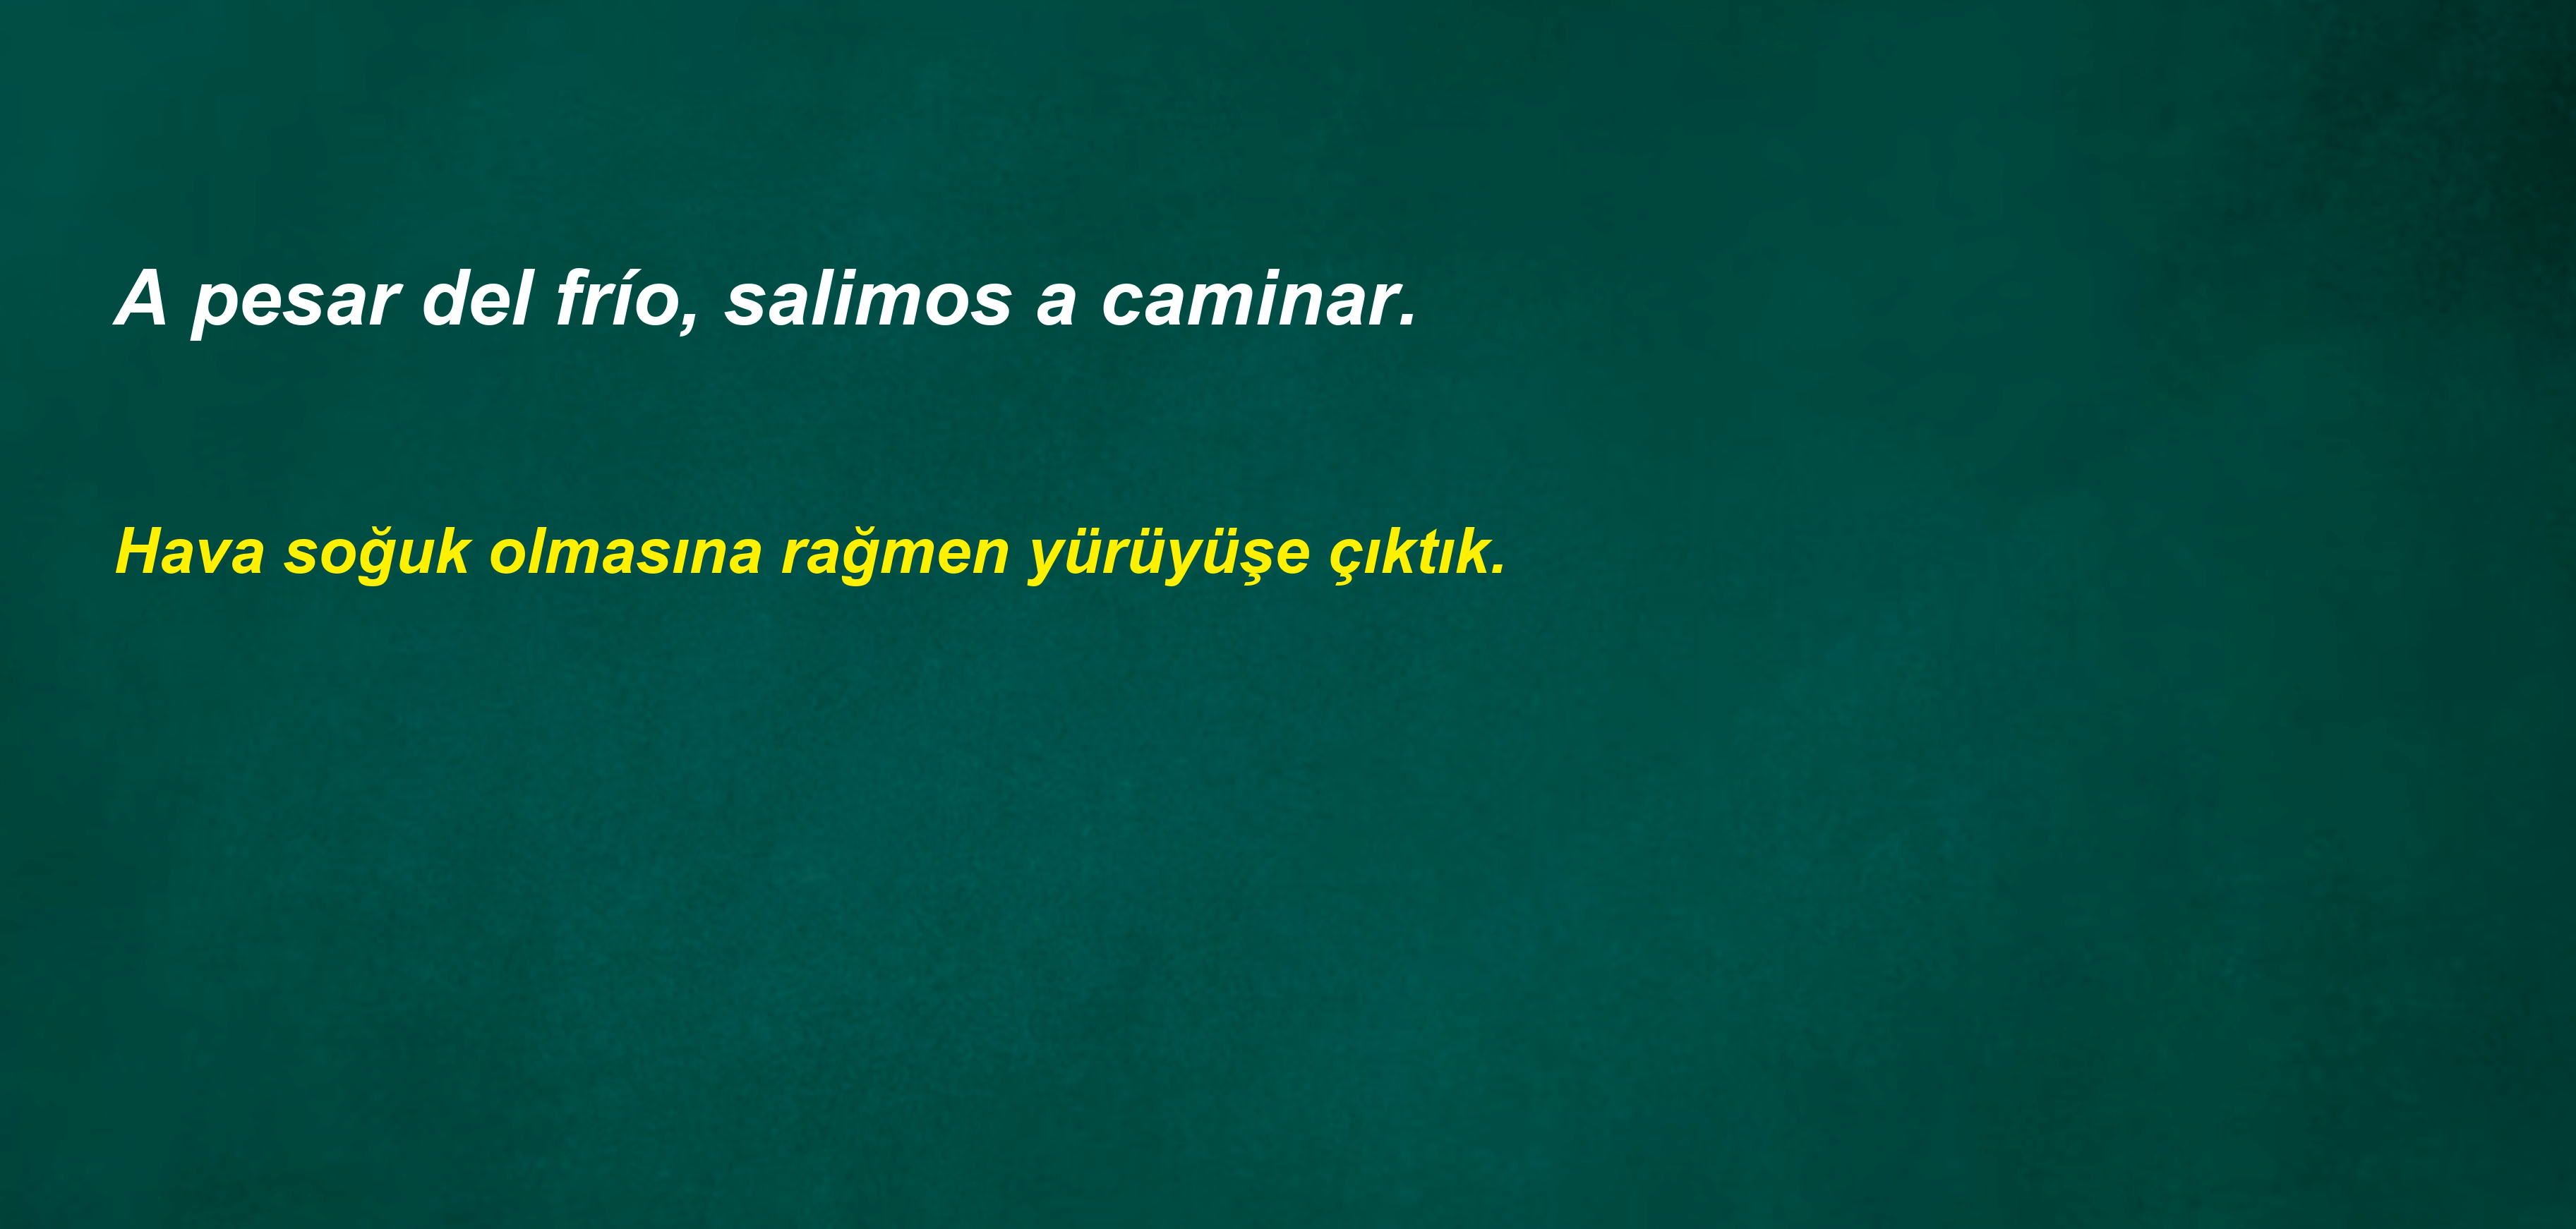 A pesar del frío, salimos a caminar.
Hava soğuk olmasına rağmen yürüyüşe çıktık.